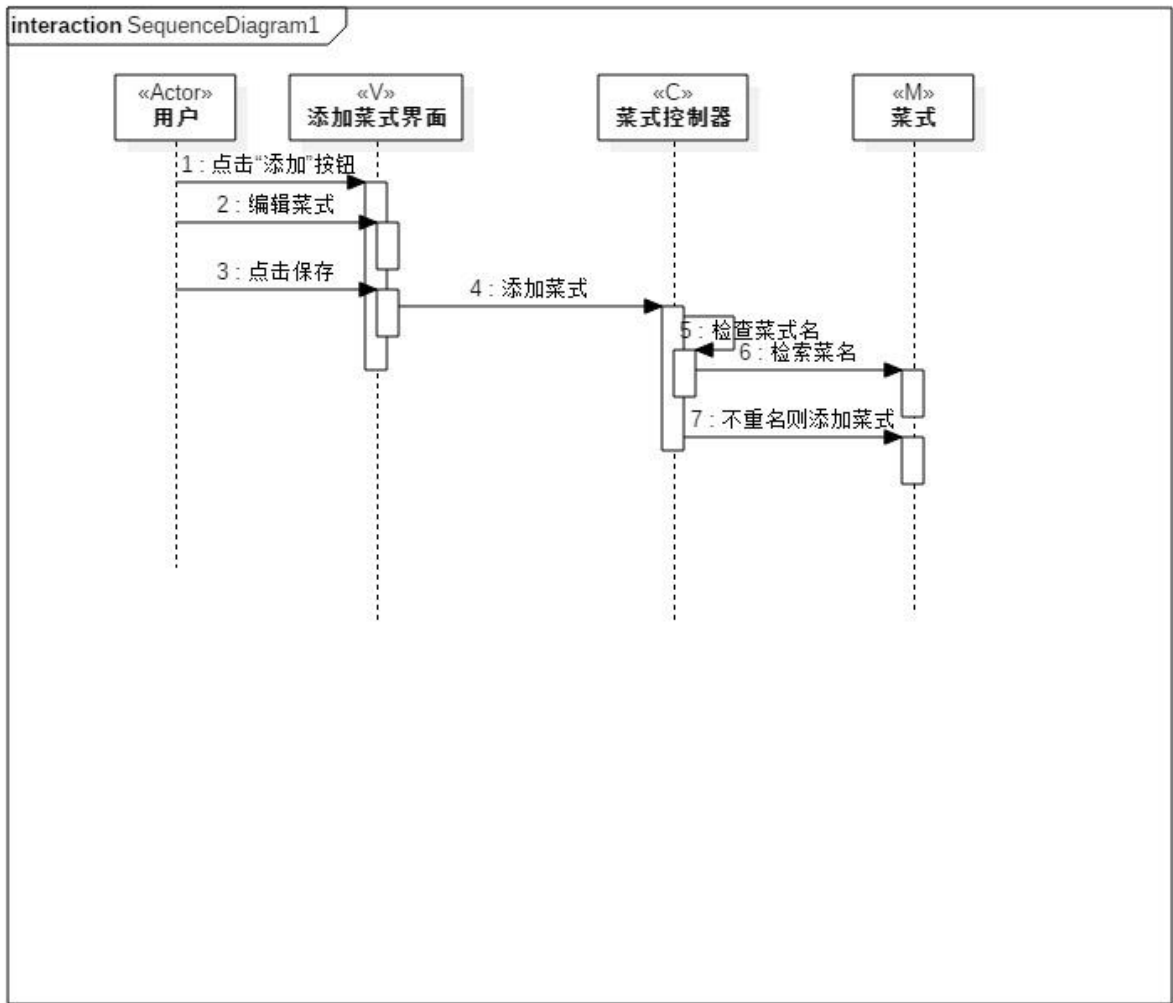 interaction SequenceDiagram1
«Actor»
用户
«V»
添加菜式界面
«C»
菜式控制器
«M»
菜式
1 : 点击“添加”按钮
2 : 编辑菜式
3 : 点击保存
4 : 添加菜式
5 : 检查菜式名
6 : 检索菜名
7 : 不重名则添加菜式